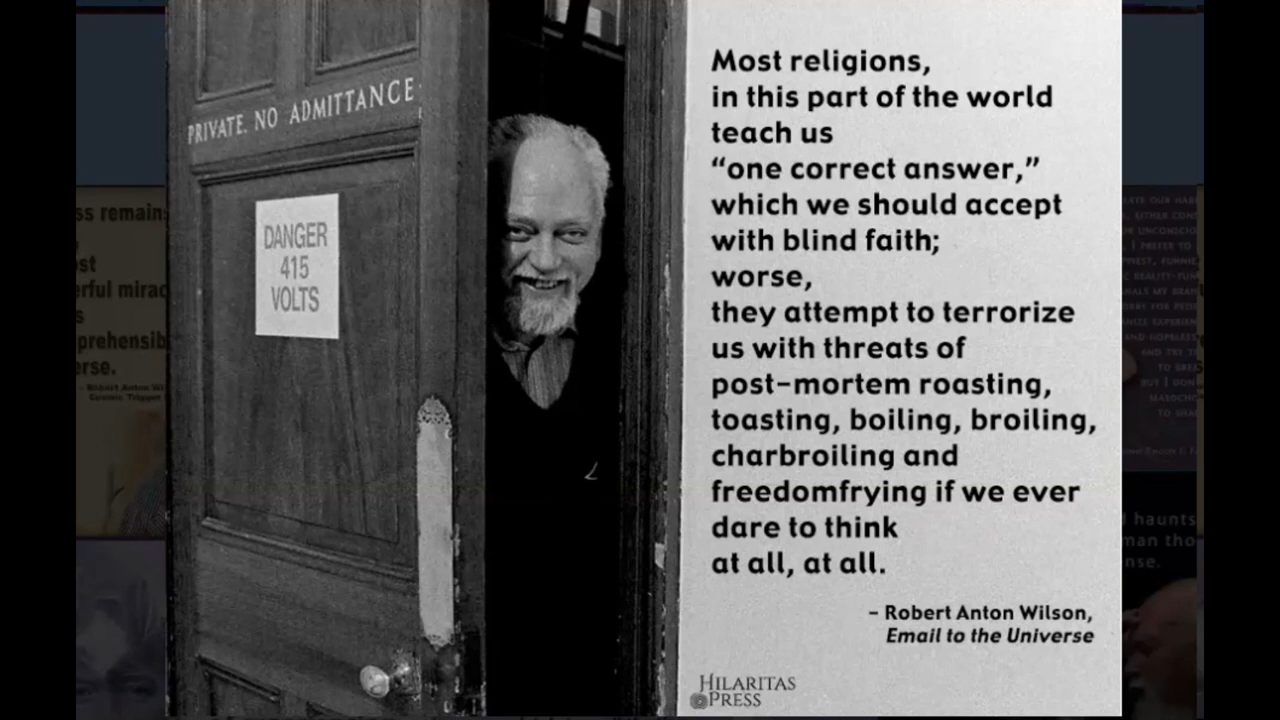 PRIVATE. NO ADMITTANCE
DANGER
415
VOLTS
Most religions,
in this part of the world
teach us
“one correct answer,”
which we should accept
with blind faith;
worse,
they attempt to terrorize
us with threats of
post-mortem roasting,
toasting, boiling, broiling,
charbroiling and
freedomfrying if we ever
dare to think
at all, at all.
– Robert Anton Wilson,
Email to the Universe
HILARITAS
PRESS